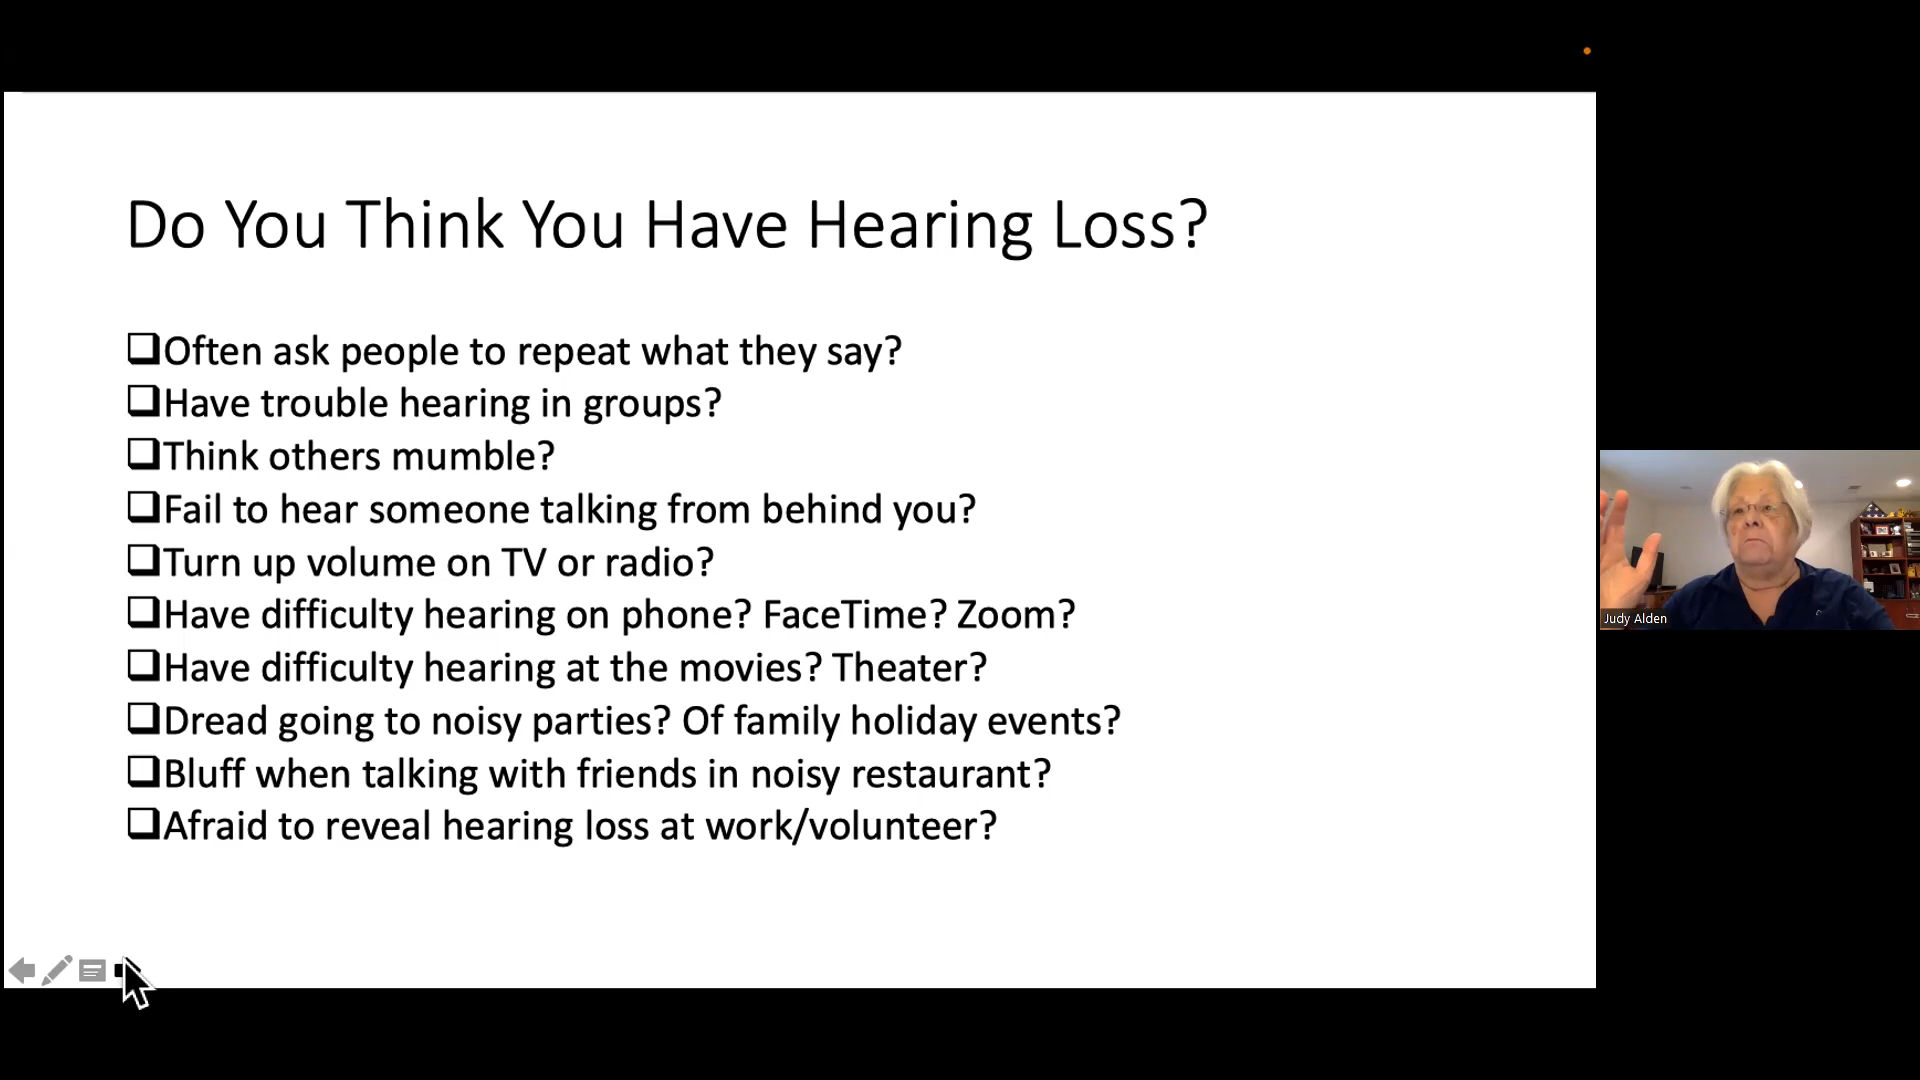 Do You Think You Have Hearing Loss?
Often ask people to repeat what they say?
Have trouble hearing in groups?
Think others mumble?
Fail to hear someone talking from behind you?
Turn up volume on TV or radio?
Have difficulty hearing on phone? FaceTime? Zoom?
Have difficulty hearing at the movies? Theater?
Dread going to noisy parties? Of family holiday events?
Bluff when talking with friends in noisy restaurant?
Afraid to reveal hearing loss at work/volunteer?
Judy Alden